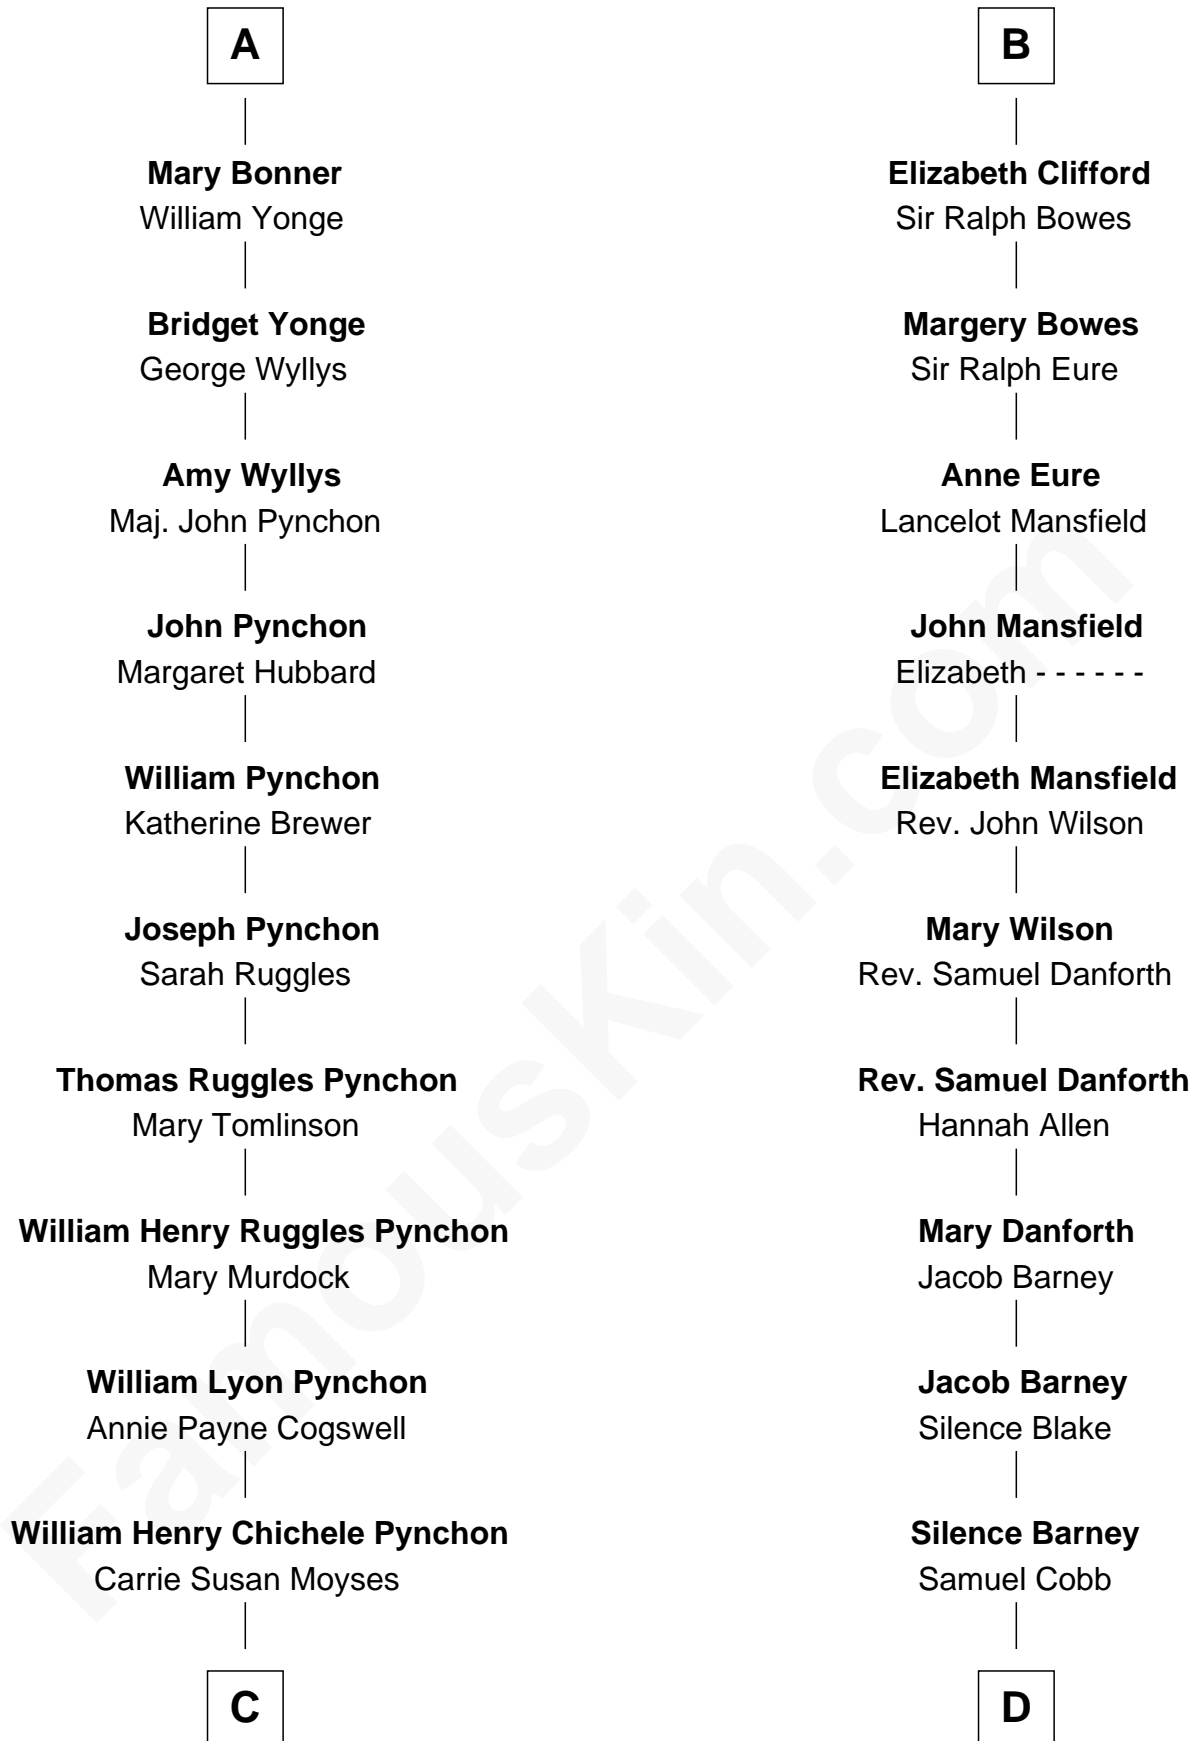 A
Mary Bonner
William Yonge
Bridget Yonge
George Wyllys
Amy Wyllys
Maj. John Pynchon
John Pynchon
Margaret Hubbard
William Pynchon
Katherine Brewer
Joseph Pynchon
Sarah Ruggles
Thomas Ruggles Pynchon
Mary Tomlinson
William Henry Ruggles Pynchon
Mary Murdock
William Lyon Pynchon
Annie Payne Cogswell
William Henry Chichele Pynchon
Carrie Susan Moyses
C
B
Elizabeth Clifford
Sir Ralph Bowes
Margery Bowes
Sir Ralph Eure
Anne Eure
Lancelot Mansfield
John Mansfield
Elizabeth - - - - - -
Elizabeth Mansfield
Rev. John Wilson
Mary Wilson
Rev. Samuel Danforth
Rev. Samuel Danforth
Hannah Allen
Mary Danforth
Jacob Barney
Jacob Barney
Silence Blake
Silence Barney
Samuel Cobb
D
FamousKin.com